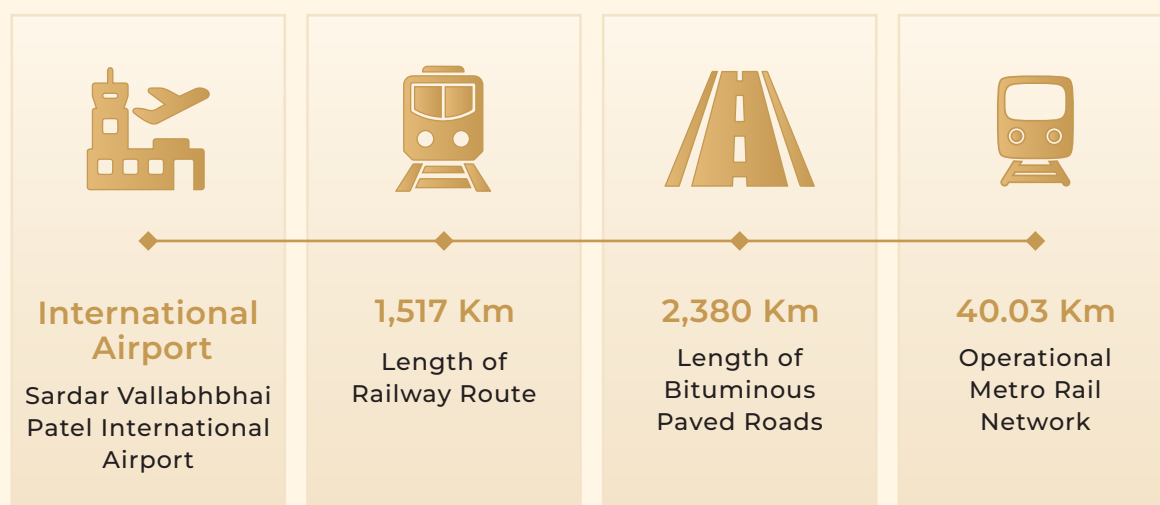 International
Airport
Sardar Vallabhbhai
Patel International
Airport
1,517 Km
Length of
Railway Route
2,380 Km
Length of
Bituminous
Paved Roads
40.03 Km
Operational
Metro Rail
Network